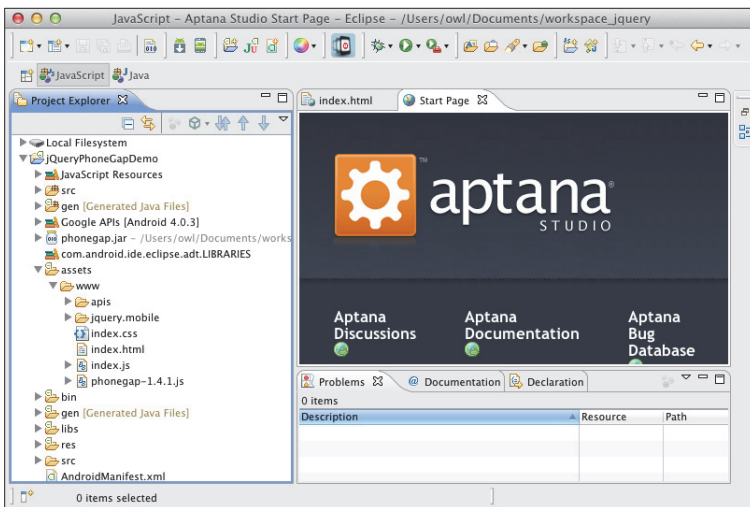 JavaScript – Aptana Studio Start Page – Eclipse – /Users/owl/Documents/workspace_jquery
JavaScript Java
Project Explorer
Local Filesystem
jQueryPhoneGapDemo
JavaScript Resources
src
gen [Generated Java Files]
Google APIs [Android 4.0.3]
phonegap.jar – /Users/owl/Documents/works
com.android.ide.eclipse.adt.LIBRARIES
assets
www
apis
jquery.mobile
index.css
index.html
index.js
phonegap-1.4.1.js
bin
gen [Generated Java Files]
libs
res
src
AndroidManifest.xml
index.html Start Page
aptana
STUDIO
Aptana Discussions
Aptana Documentation
Aptana Bug Database
Problems @ Documentation Declaration
0 items
Description Resource Path
0 items selected